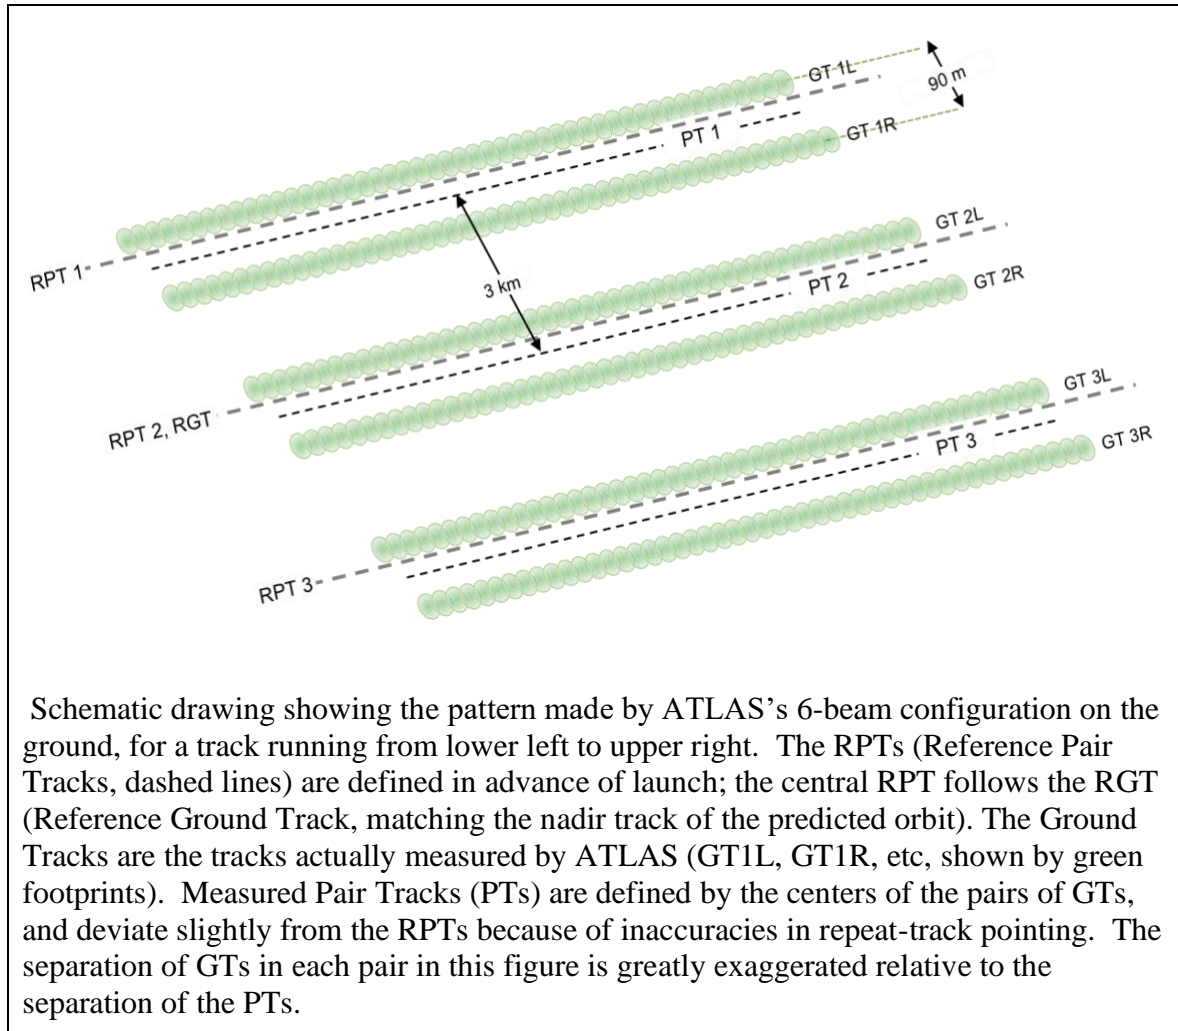 GT 1L
90 m
PT 1
GT 1R
RPT 1
GT 2L
3 km
PT 2
GT 2R
RPT 2, RGT
GT 3L
PT 3
GT 3R
RPT 3
Schematic drawing showing the pattern made by ATLAS’s 6-beam configuration on the
ground, for a track running from lower left to upper right.  The RPTs (Reference Pair
Tracks, dashed lines) are defined in advance of launch; the central RPT follows the RGT
(Reference Ground Track, matching the nadir track of the predicted orbit). The Ground
Tracks are the tracks actually measured by ATLAS (GT1L, GT1R, etc, shown by green
footprints).  Measured Pair Tracks (PTs) are defined by the centers of the pairs of GTs,
and deviate slightly from the RPTs because of inaccuracies in repeat-track pointing.  The
separation of GTs in each pair in this figure is greatly exaggerated relative to the
separation of the PTs.